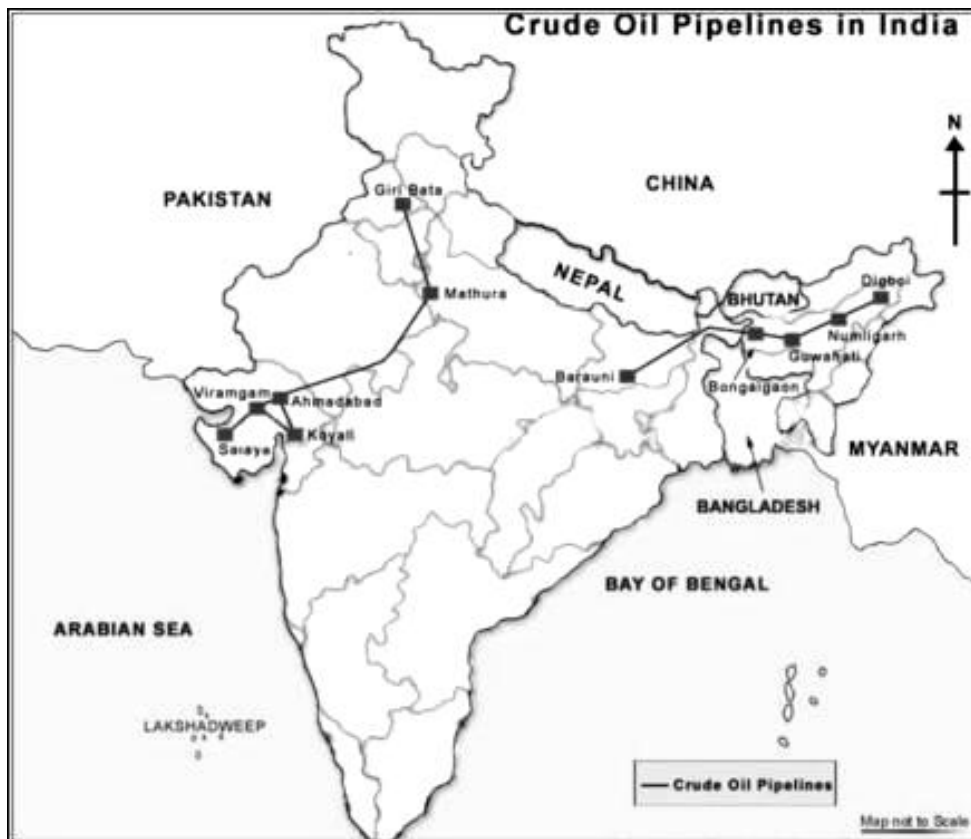 Crude Oil Pipelines in India
N
CHINA
PAKISTAN
Giri Bata
NEPAL
BHUTAN
Digboi
Mathura
Numligarh
Gowahati
Barauni
Bongaigaon
Viramgam
Ahmadabad
Koyali
Salaya
MYANMAR
BANGLADESH
BAY OF BENGAL
ARABIAN SEA
LAKSHADWEEP
Crude Oil Pipelines
Map not to Scale